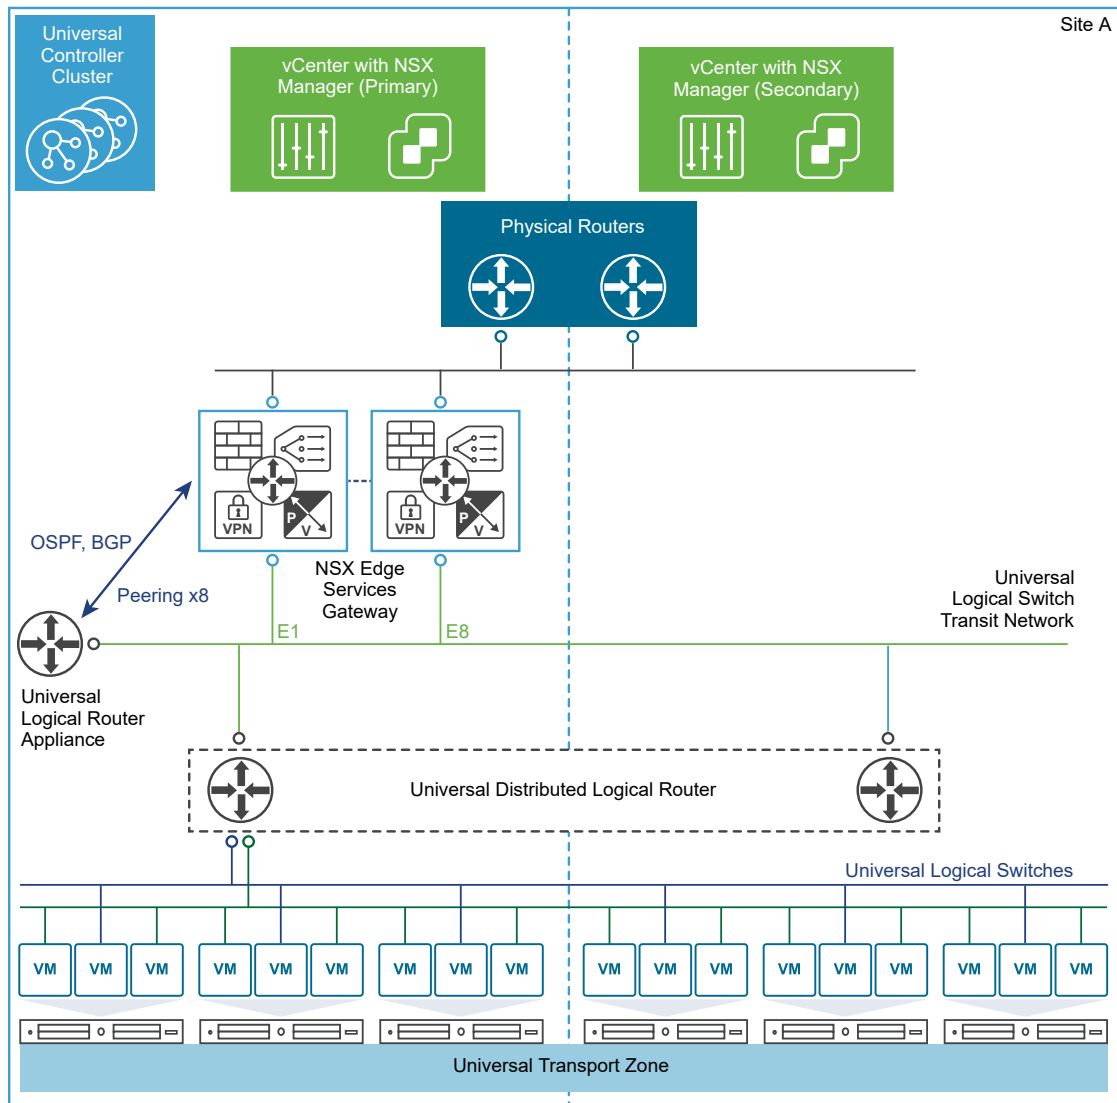 Site A
Universal
Controller
Cluster
vCenter with NSX
Manager (Primary)
vCenter with NSX
Manager (Secondary)
Physical Routers
VPN
P
V
VPN
P
V
OSPF, BGP
Peering x8
NSX Edge
Services
Gateway
E1
E8
Universal
Logical Switch
Transit Network
Universal
Logical Router
Appliance
Universal Distributed Logical Router
Universal Logical Switches
VM VM VM VM VM VM VM VM VM VM VM VM VM VM VM VM VM VM
Universal Transport Zone